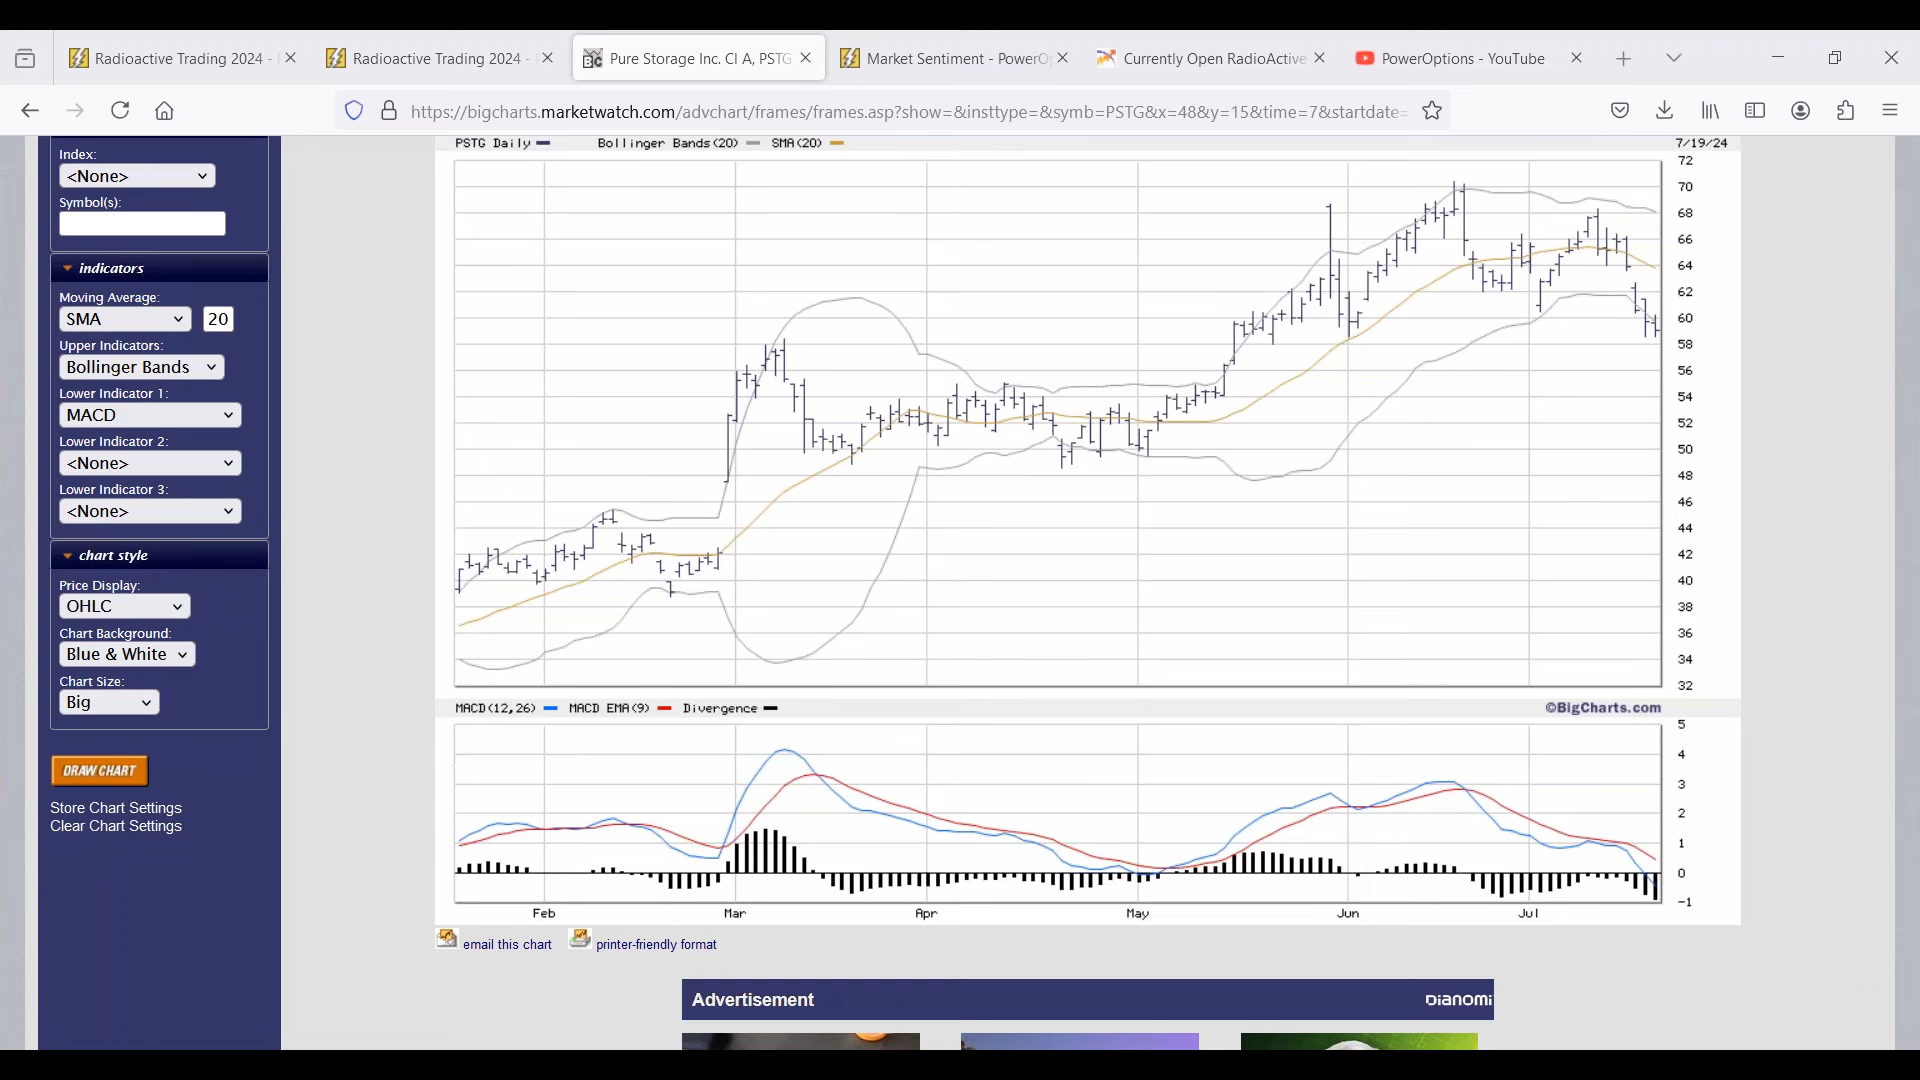 Radioactive Trading 2024 -
Radioactive Trading 2024 -
Pure Storage Inc. Cl A, PSTG
Market Sentiment - PowerO
Currently Open RadioActive
PowerOptions - YouTube
https://bigcharts.marketwatch.com/advchart/frames/frames.asp?show=&insttype=&symb=PSTG&x=48&y=15&time=7&startdate=
Index:
<None>
Symbol(s):
indicators
Moving Average:
SMA 20
Upper Indicators:
Bollinger Bands
Lower Indicator 1:
MACD
Lower Indicator 2:
<None>
Lower Indicator 3:
<None>
chart style
Price Display:
OHLC
Chart Background:
Blue & White
Chart Size:
Big
DRAW CHART
Store Chart Settings
Clear Chart Settings
PSTG Daily Bollinger Bands(20) SMA(20) 7/19/24
72
70
68
66
64
62
60
58
56
54
52
50
48
46
44
42
40
38
36
34
32
MACD(12,26) MACD EMA(9) Divergence ©BigCharts.com
5
4
3
2
1
0
-1
Feb Mar Apr May Jun Jul
email this chart printer-friendly format
Advertisement DIANOMI